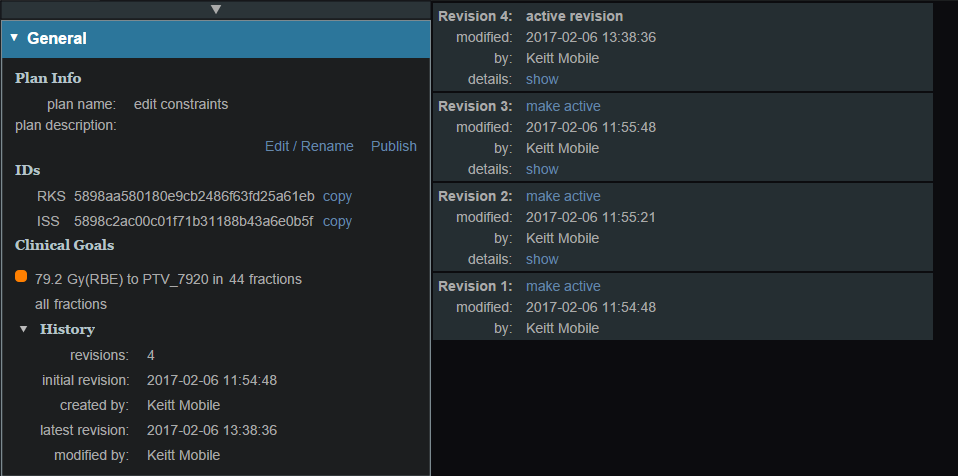 General
Plan Info
plan name: edit constraints
plan description:
Edit / Rename Publish
IDs
RKS 5898aa580180e9cb2486f63fd25a61eb copy
ISS 5898c2ac00c01f71b31188b43a6e0b5f copy
Clinical Goals
79.2 Gy(RBE) to PTV_7920 in 44 fractions
all fractions
History
revisions: 4
initial revision: 2017-02-06 11:54:48
created by: Keitt Mobile
latest revision: 2017-02-06 13:38:36
modified by: Keitt Mobile
Revision 4: active revision
modified: 2017-02-06 13:38:36
by: Keitt Mobile
details: show
Revision 3: make active
modified: 2017-02-06 11:55:48
by: Keitt Mobile
details: show
Revision 2: make active
modified: 2017-02-06 11:55:21
by: Keitt Mobile
details: show
Revision 1: make active
modified: 2017-02-06 11:54:48
by: Keitt Mobile